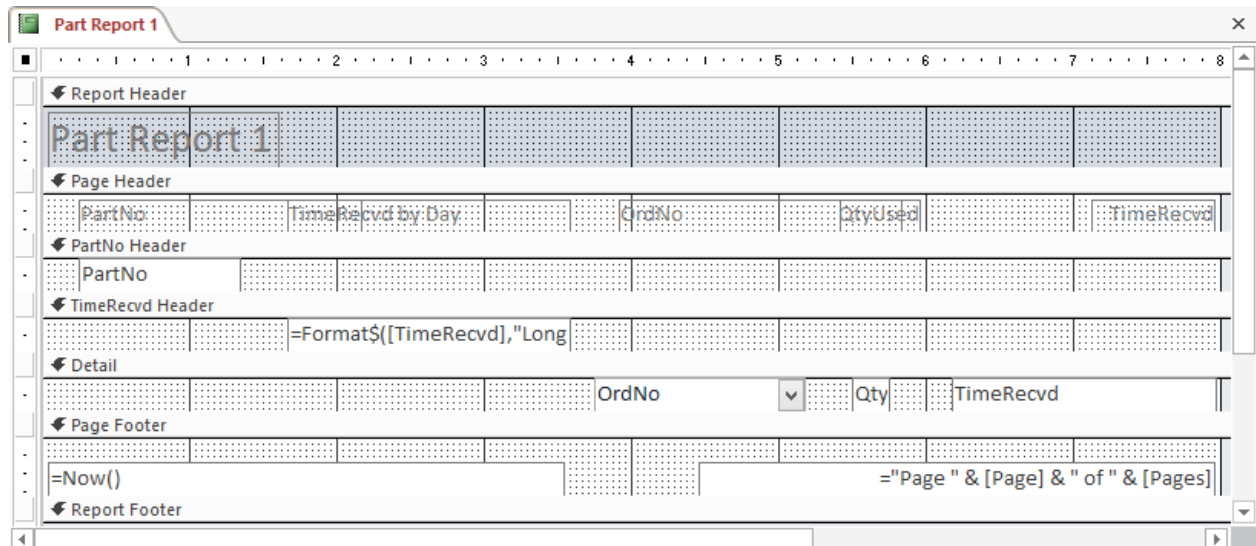 Part Report 1
1 2 3 4 5 6 7 8
Report Header
Part Report 1
Page Header
PartNo TimeRecvd by Day OrdNo QtyUsed TimeRecvd
PartNo Header
PartNo
TimeRecvd Header
=Format$([TimeRecvd],"Long
Detail
OrdNo Qty TimeRecvd
Page Footer
=Now() ="Page " & [Page] & " of " & [Pages]
Report Footer